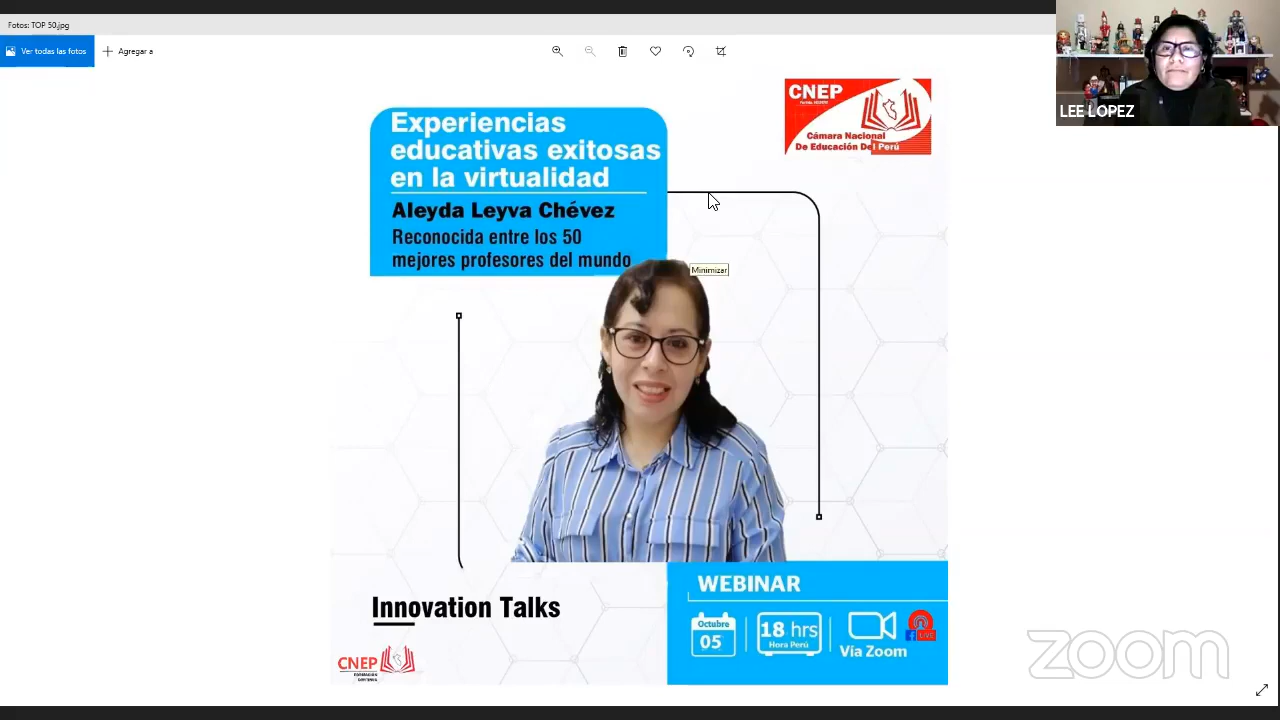 Fotos: TOP 50.jpg
Ver todas las fotos
Agregar a
LEE LOPEZ
CNEP
Cámara Nacional
De Educación Del Perú
Experiencias
educativas exitosas
en la virtualidad
Aleyda Leyva Chévez
Reconocida entre los 50
mejores profesores del mundo
Minimizar
Innovation Talks
CNEP
WEBINAR
Octubre
05
18 hrs
Hora Perú
Vía Zoom
LIVE
zoom